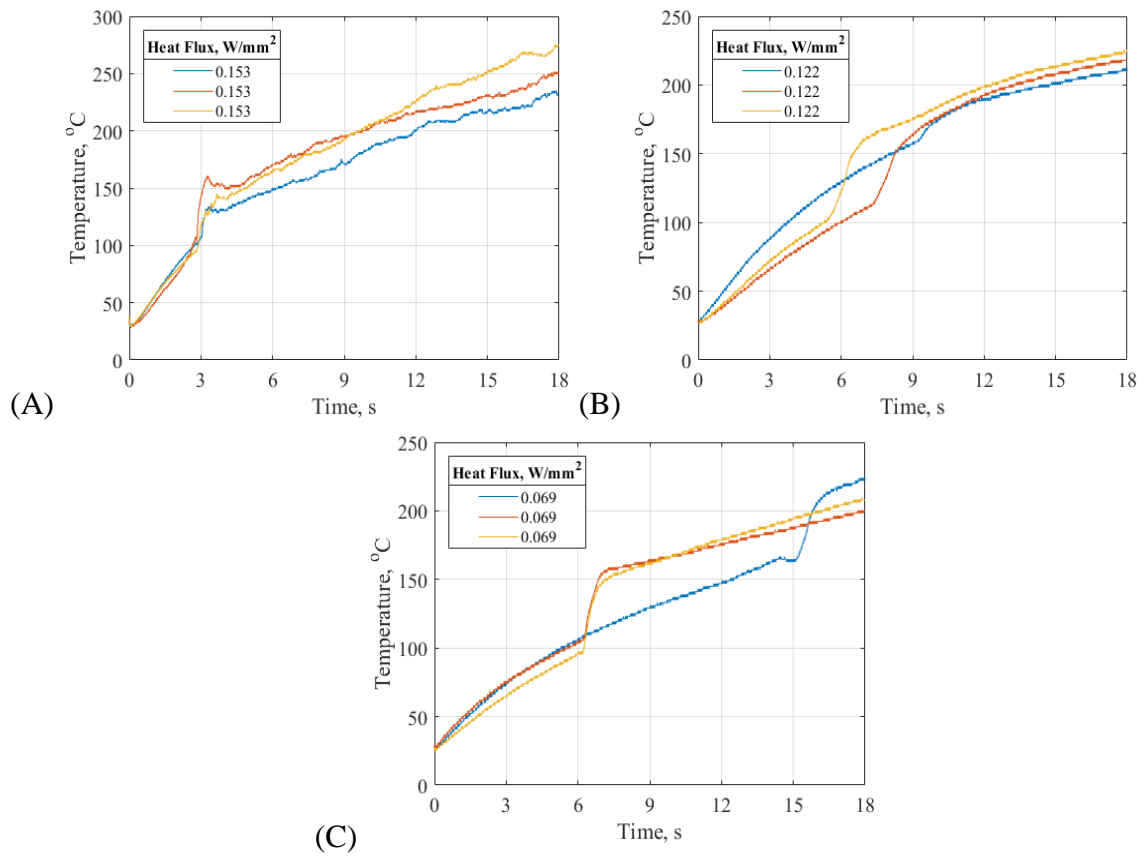 300
250
200
150
100
50
0
Temperature, °C
Heat Flux, W/mm²
0.153
0.153
0.153
0 3 6 9 12 15 18
Time, s
(A)
250
200
150
100
50
0
Temperature, °C
Heat Flux, W/mm²
0.122
0.122
0.122
0 3 6 9 12 15 18
Time, s
(B)
250
200
150
100
50
0
Temperature, °C
Heat Flux, W/mm²
0.069
0.069
0.069
0 3 6 9 12 15 18
Time, s
(C)